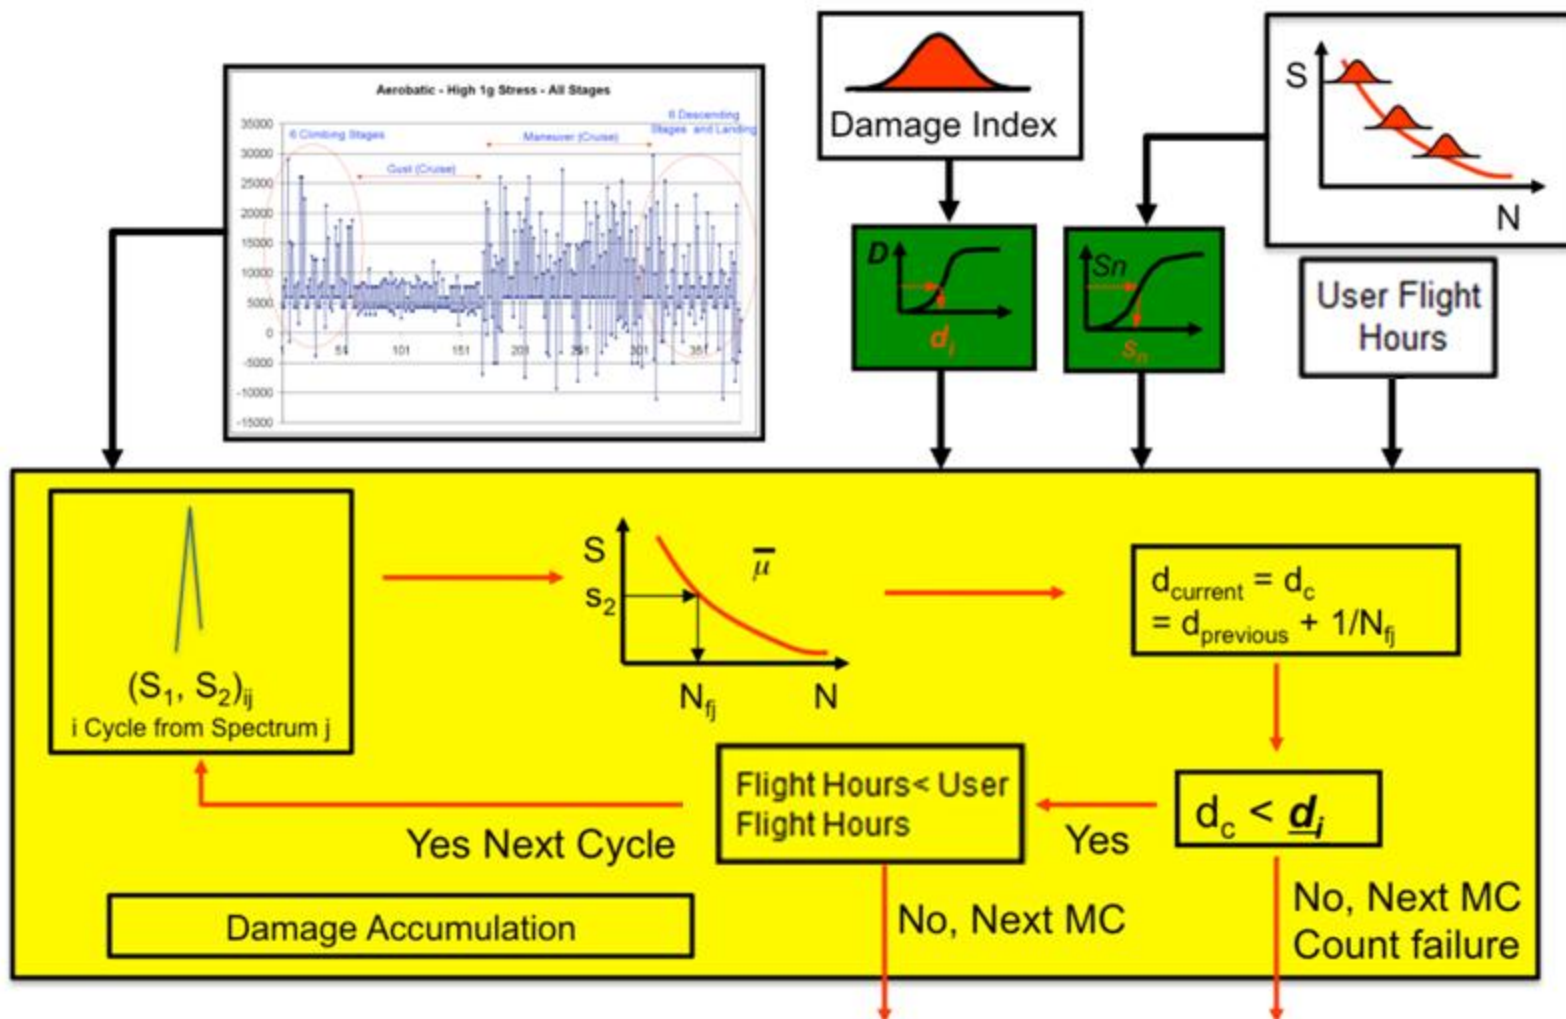 Aerobatic - High 1g Stress - All Stages
6 Climbing Stages
Gust (Cruise)
Maneuver (Cruise)
6 Descending
Stages and Landing
35000
30000
25000
20000
15000
10000
5000
0
-5000
-10000
-15000
1
51
101
151
201
251
301
351
Damage Index
S
N
D
di
Sn
sn
User Flight
Hours
(S1, S2)ij
i Cycle from Spectrum j
S
s2
μ
Nfj
N
dcurrent = dc
= dprevious + 1/Nfj
dc < di
Yes
Flight Hours< User
Flight Hours
Yes Next Cycle
No, Next MC
No, Next MC
Count failure
Damage Accumulation